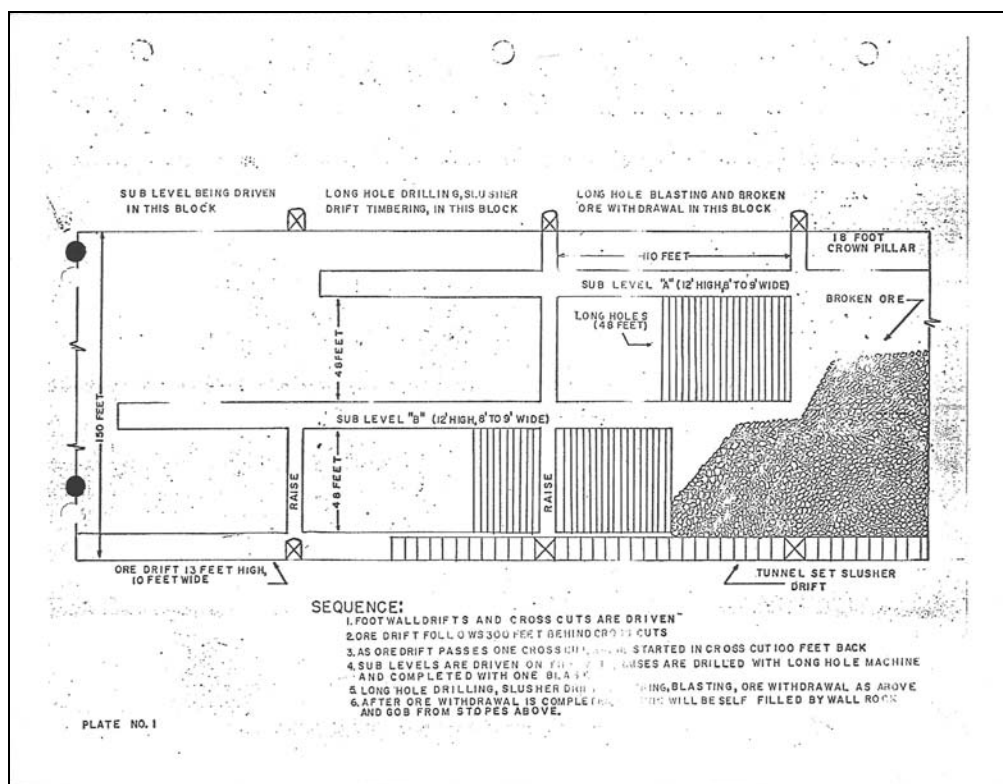 SUB LEVEL BEING DRIVEN
IN THIS BLOCK
LONG HOLE DRILLING, SLUSHER
DRIFT TIMBERING, IN THIS BLOCK
LONG HOLE BLASTING AND BROKEN
ORE WITHDRAWAL IN THIS BLOCK
18 FOOT
CROWN PILLAR
110 FEET
SUB LEVEL "A" (12' HIGH, 8' TO 9' WIDE)
BROKEN ORE
LONG HOLES
(48 FEET)
48 FEET
150 FEET
SUB LEVEL "B" (12' HIGH, 8' TO 9' WIDE)
48 FEET
RAISE
RAISE
ORE DRIFT 13 FEET HIGH,
10 FEET WIDE
TUNNEL SET SLUSHER
DRIFT
SEQUENCE:
1. FOOT WALL DRIFTS AND CROSS CUTS ARE DRIVEN
2. ORE DRIFT FOLLOWS 300 FEET BEHIND CROSS CUTS
3. AS ORE DRIFT PASSES ONE CROSS STARTED IN CROSS CUT 100 FEET BACK
4. SUB LEVELS ARE DRIVEN ON ARE DRILLED WITH LONG HOLE MACHINE
AND COMPLETED WITH ONE
5. LONG HOLE DRILLING, SLUSHER BLASTING, ORE WITHDRAWAL AS ABOVE
6. AFTER ORE WITHDRAWAL IS WILL BE SELF FILLED BY WALL ROCK
AND GOB FROM STOPES ABOVE.
PLATE NO. 1